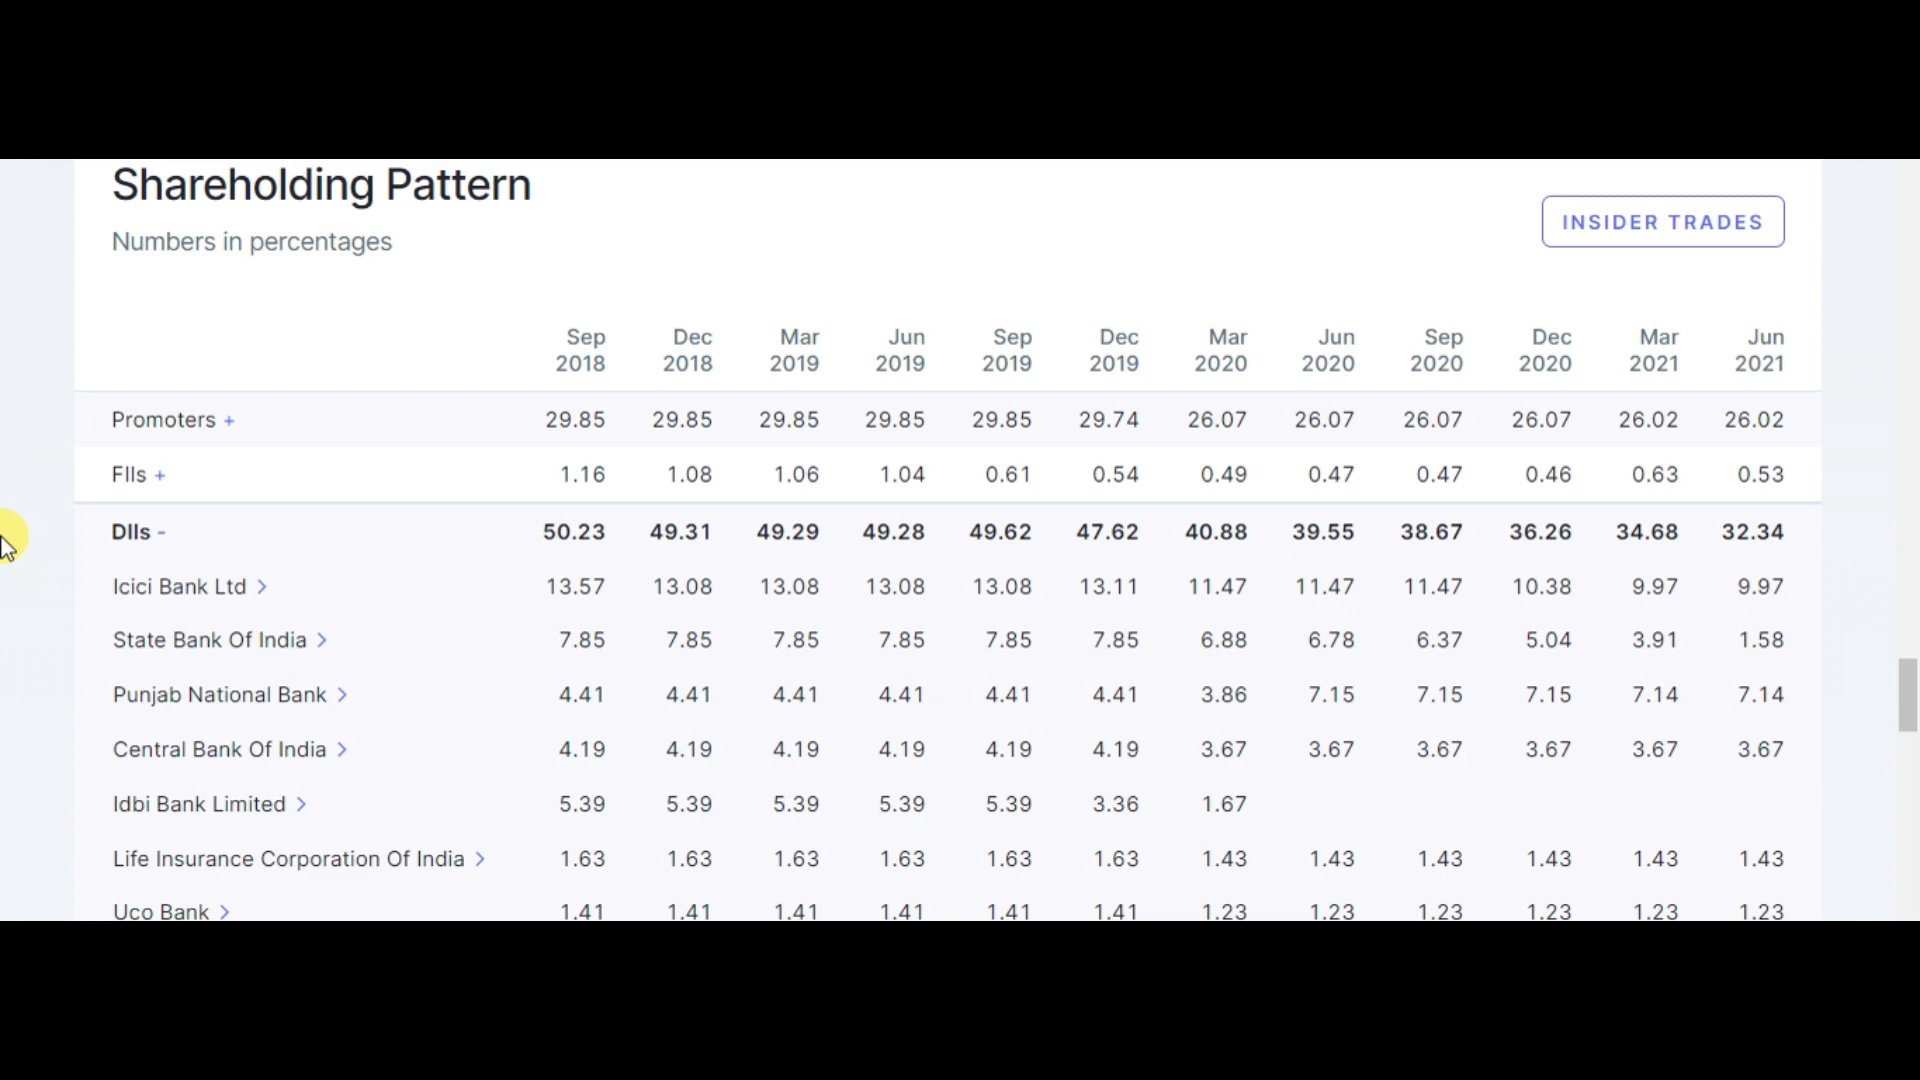 Shareholding Pattern
Numbers in percentages
INSIDER TRADES
Sep Dec Mar Jun Sep Dec Mar Jun Sep Dec Mar Jun
2018 2018 2019 2019 2019 2019 2020 2020 2020 2020 2021 2021
Promoters + 29.85 29.85 29.85 29.85 29.85 29.74 26.07 26.07 26.07 26.07 26.02 26.02
FIIs + 1.16 1.08 1.06 1.04 0.61 0.54 0.49 0.47 0.47 0.46 0.63 0.53
DIIs - 50.23 49.31 49.29 49.28 49.62 47.62 40.88 39.55 38.67 36.26 34.68 32.34
Icici Bank Ltd > 13.57 13.08 13.08 13.08 13.08 13.11 11.47 11.47 11.47 10.38 9.97 9.97
State Bank Of India > 7.85 7.85 7.85 7.85 7.85 7.85 6.88 6.78 6.37 5.04 3.91 1.58
Punjab National Bank > 4.41 4.41 4.41 4.41 4.41 4.41 3.86 7.15 7.15 7.15 7.14 7.14
Central Bank Of India > 4.19 4.19 4.19 4.19 4.19 4.19 3.67 3.67 3.67 3.67 3.67 3.67
Idbi Bank Limited > 5.39 5.39 5.39 5.39 5.39 3.36 1.67
Life Insurance Corporation Of India > 1.63 1.63 1.63 1.63 1.63 1.63 1.43 1.43 1.43 1.43 1.43 1.43
Uco Bank > 1.41 1.41 1.41 1.41 1.41 1.41 1.23 1.23 1.23 1.23 1.23 1.23